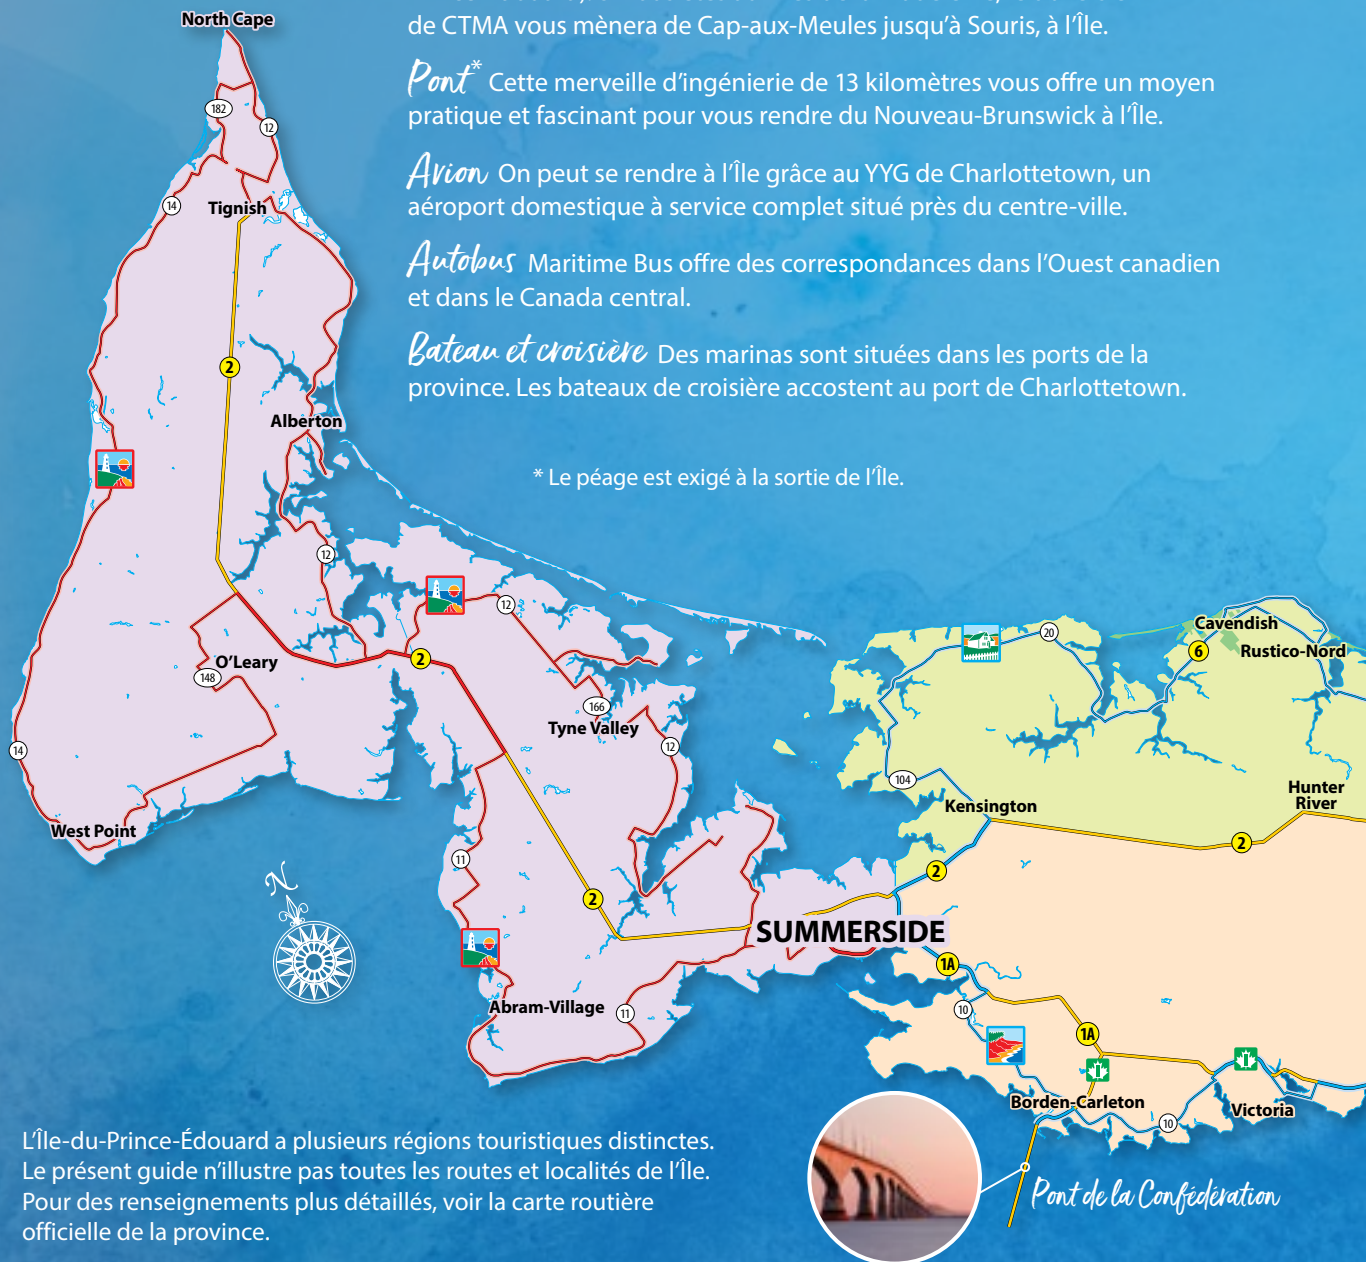 de CTMA vous mènera de Cap-aux-Meules jusqu'à Souris, à l'Île.
Pont* Cette merveille d'ingénierie de 13 kilomètres vous offre un moyen
pratique et fascinant pour vous rendre du Nouveau-Brunswick à l'Île.
Avion On peut se rendre à l'Île grâce au YYG de Charlottetown, un
aéroport domestique à service complet situé près du centre-ville.
Autobus Maritime Bus offre des correspondances dans l'Ouest canadien
et dans le Canada central.
Bateau et croisière Des marinas sont situées dans les ports de la
province. Les bateaux de croisière accostent au port de Charlottetown.
* Le péage est exigé à la sortie de l'Île.
North Cape
182
12
14
Tignish
2
Alberton
12
12
2
O'Leary
148
166
Tyne Valley
12
14
West Point
11
2
N
SUMMERSIDE
Abram-Village
11
20
Cavendish
6
Rustico-Nord
104
Kensington
Hunter
River
2
2
1A
10
1A
1
1
Borden-Carleton
10
Victoria
Pont de la Confédération
L'Île-du-Prince-Édouard a plusieurs régions touristiques distinctes.
Le présent guide n'illustre pas toutes les routes et localités de l'Île.
Pour des renseignements plus détaillés, voir la carte routière
officielle de la province.